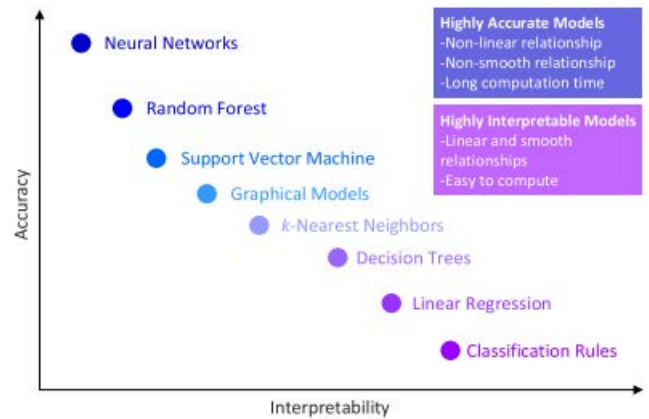 Neural Networks
Random Forest
Support Vector Machine
Graphical Models
k-Nearest Neighbors
Decision Trees
Linear Regression
Classification Rules
Highly Accurate Models
-Non-linear relationship
-Non-smooth relationship
-Long computation time
Highly Interpretable Models
-Linear and smooth
relationships
-Easy to compute
Accuracy
Interpretability